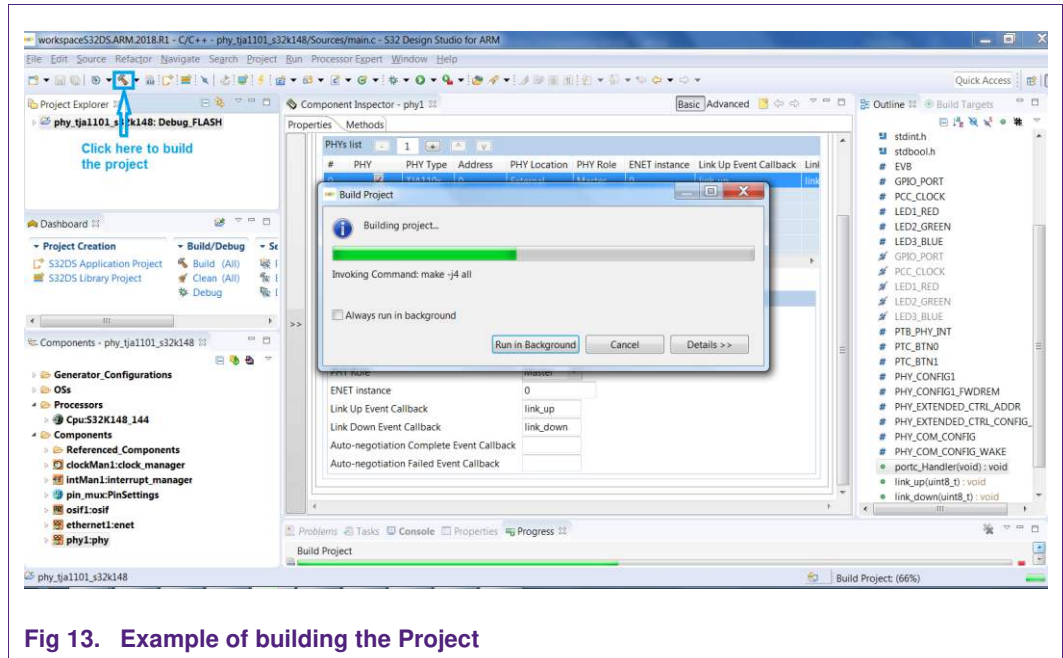 workspaceS32DS.ARM.2018.R1 - C/C++ - phy_tja1101_s32k148/Sources/main.c - S32 Design Studio for ARM
File Edit Source Refactor Navigate Search Project Run Processor Expert Window Help
Quick Access
Project Explorer
phy_tja1101_s32k148: Debug_FLASH
Click here to build
the project
Dashboard
Project Creation Build/Debug
S32DS Application Project Build (All)
S32DS Library Project Clean (All)
Debug
>>
Components - phy_tja1101_s32k148
Generator_Configurations
OSs
Processors
Cpu:S32K148_144
Components
Referenced_Components
clockMan1:clock_manager
intMan1:interrupt_manager
pin_mux:PinSettings
osif1:osif
ethernet1:enet
phy1:phy
Component Inspector - phy1 Basic Advanced
Properties Methods
PHYs list - 1 +
# PHY PHY Type Address PHY Location PHY Role ENET instance Link Up Event Callback Link
Build Project
Building project...
Invoking Command: make -j4 all
Always run in background
Run in Background Cancel Details >>
PHY Role Master
ENET instance 0
Link Up Event Callback link_up
Link Down Event Callback link_down
Auto-negotiation Complete Event Callback
Auto-negotiation Failed Event Callback
Problems Tasks Console Properties Progress
Build Project
Outline Build Targets
stdint.h
stdbool.h
EVB
GPIO_PORT
PCC_CLOCK
LED1_RED
LED2_GREEN
LED3_BLUE
GPIO_PORT
PCC_CLOCK
LED1_RED
LED2_GREEN
LED3_BLUE
PTB_PHY_INT
PTC_BTN0
PTC_BTN1
PHY_CONFIG1
PHY_CONFIG1_FWDREM
PHY_EXTENDED_CTRL_ADDR
PHY_EXTENDED_CTRL_CONFIG_
PHY_COM_CONFIG
PHY_COM_CONFIG_WAKE
portc_Handler(void) : void
link_up(uint8_t) : void
link_down(uint8_t) : void
phy_tja1101_s32k148 Build Project: (66%)
Fig 13. Example of building the Project